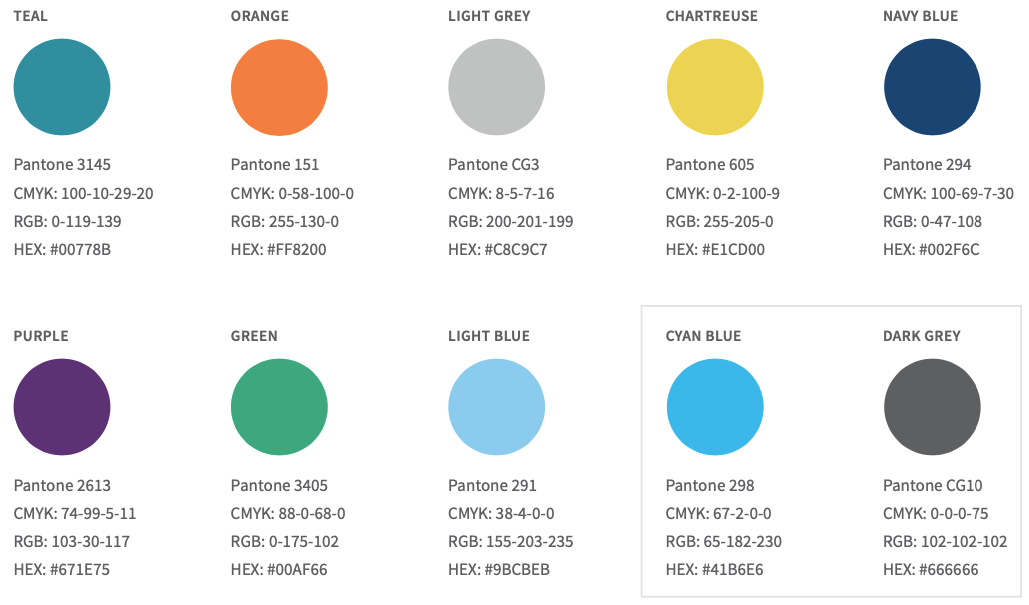 TEAL
Pantone 3145
CMYK: 100-10-29-20
RGB: 0-119-139
HEX: #00778B
ORANGE
Pantone 151
CMYK: 0-58-100-0
RGB: 255-130-0
HEX: #FF8200
LIGHT GREY
Pantone CG3
CMYK: 8-5-7-16
RGB: 200-201-199
HEX: #C8C9C7
CHARTREUSE
Pantone 605
CMYK: 0-2-100-9
RGB: 255-205-0
HEX: #E1CD00
NAVY BLUE
Pantone 294
CMYK: 100-69-7-30
RGB: 0-47-108
HEX: #002F6C
PURPLE
Pantone 2613
CMYK: 74-99-5-11
RGB: 103-30-117
HEX: #671E75
GREEN
Pantone 3405
CMYK: 88-0-68-0
RGB: 0-175-102
HEX: #00AF66
LIGHT BLUE
Pantone 291
CMYK: 38-4-0-0
RGB: 155-203-235
HEX: #9BCBEB
CYAN BLUE
Pantone 298
CMYK: 67-2-0-0
RGB: 65-182-230
HEX: #41B6E6
DARK GREY
Pantone CG10
CMYK: 0-0-0-75
RGB: 102-102-102
HEX: #666666